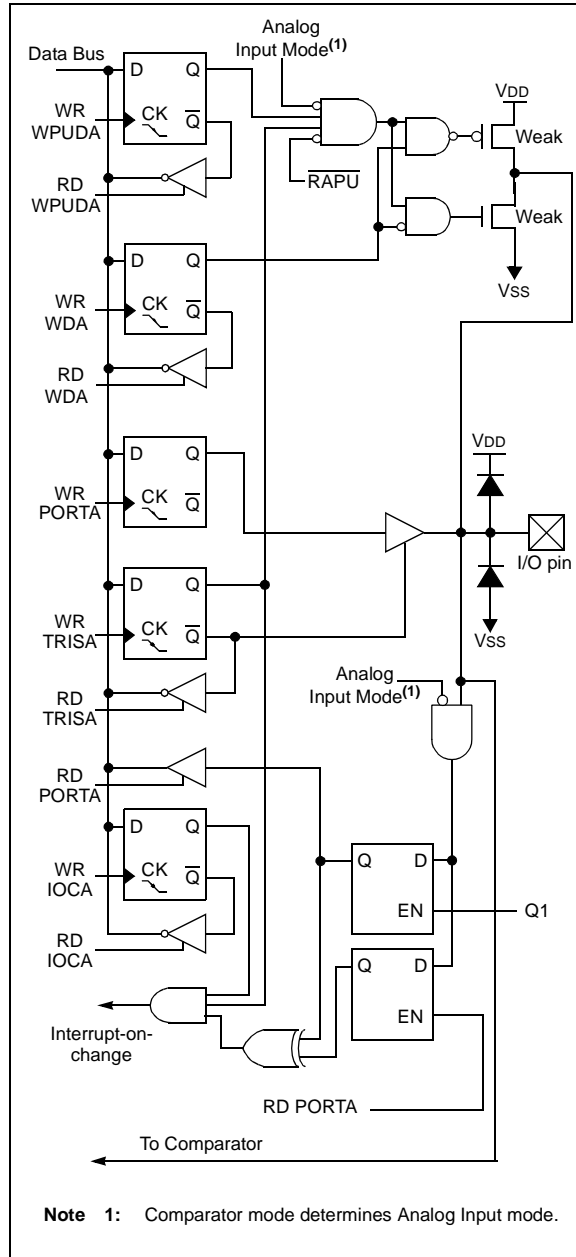 Analog
Input Mode(1)
Data Bus
D Q
VDD
WR
WPUDA
CK Q
Weak
RD
WPUDA
RAPU
Weak
D Q
VSS
WR
WDA
CK Q
RD
WDA
D Q
VDD
WR
PORTA
CK Q
I/O pin
D Q
WR
TRISA
CK Q
VSS
Analog
Input Mode(1)
RD
TRISA
RD
PORTA
D Q
Q D
WR
IOCA
CK Q
EN
Q1
RD
IOCA
Q D
EN
Interrupt-on-
change
RD PORTA
To Comparator
Note 1: Comparator mode determines Analog Input mode.